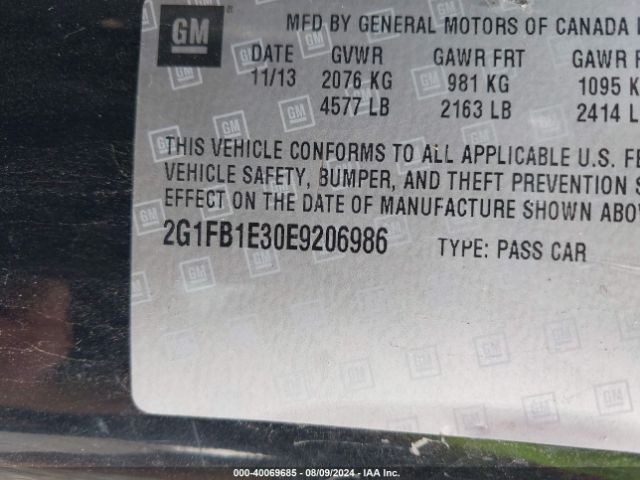 GM
MFD BY GENERAL MOTORS OF CANADA
DATE GVWR GAWR FRT GAWR
11/13 2076 KG 981 KG 1095 K
4577 LB 2163 LB 2414 L
THIS VEHICLE CONFORMS TO ALL APPLICABLE U.S. FE
VEHICLE SAFETY, BUMPER, AND THEFT PREVENTION S
EFFECT ON THE DATE OF MANUFACTURE SHOWN ABO
2G1FB1E30E9206986 TYPE: PASS CAR
000-40069685 - 08/09/2024 - IAA Inc.